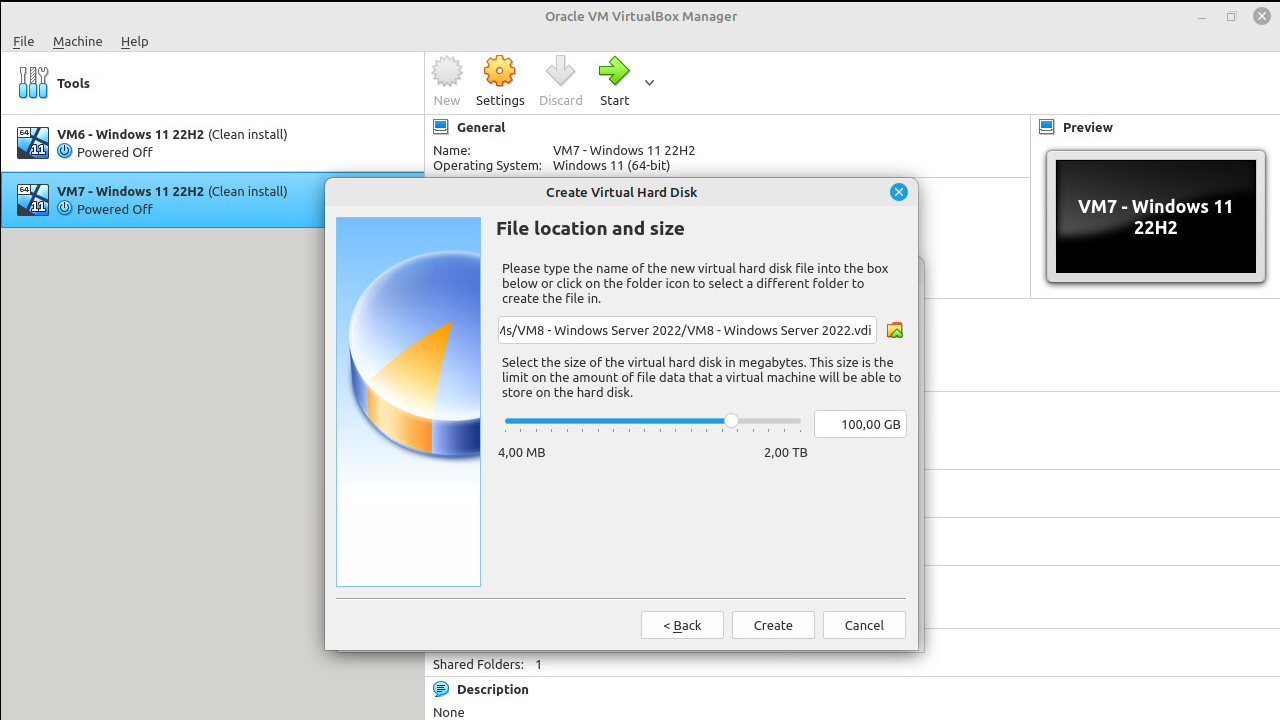 Oracle VM VirtualBox Manager
File Machine Help
Tools
New Settings Discard Start
VM6 - Windows 11 22H2 (Clean install)
Powered Off
VM7 - Windows 11 22H2 (Clean install)
Powered Off
General
Name: VM7 - Windows 11 22H2
Operating System: Windows 11 (64-bit)
Preview
VM7 - Windows 11
22H2
Create Virtual Hard Disk
File location and size
Please type the name of the new virtual hard disk file into the box
below or click on the folder icon to select a different folder to
create the file in.
Ms/VM8 - Windows Server 2022/VM8 - Windows Server 2022.vdi
Select the size of the virtual hard disk in megabytes. This size is the
limit on the amount of file data that a virtual machine will be able to
store on the hard disk.
100,00 GB
4,00 MB 2,00 TB
< Back Create Cancel
Shared Folders: 1
Description
None